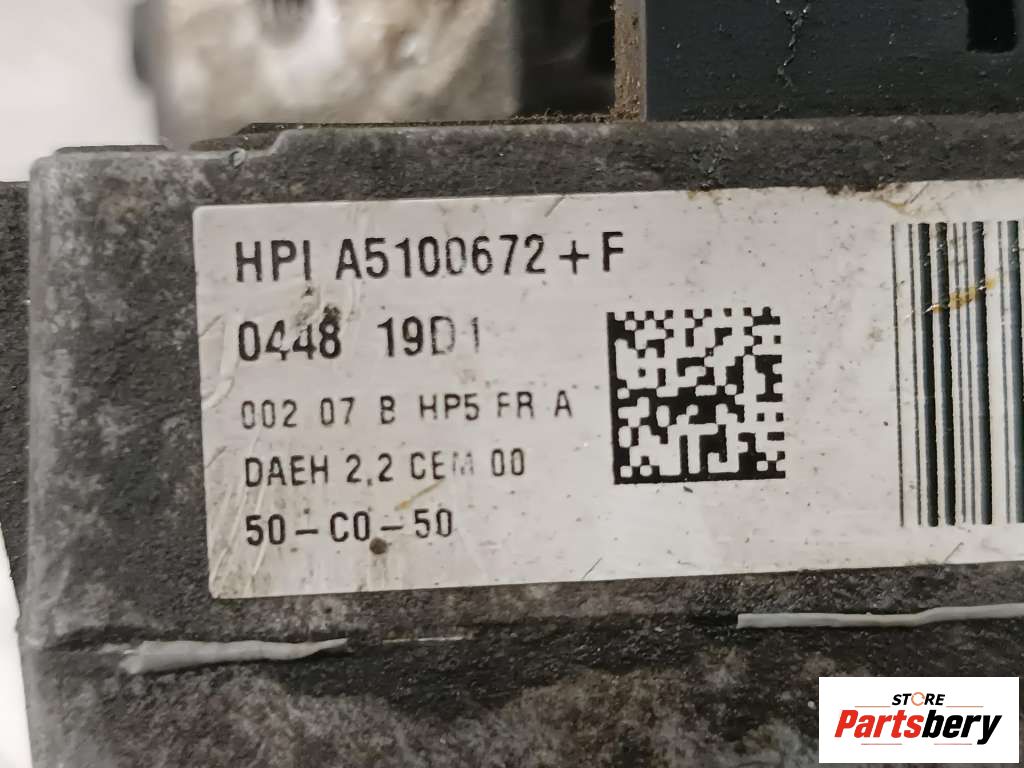 HPI A5100672+F
0448 19D1
002 07 B HP5 FR A
DAEH 2.2 CEM 00
50-C0-50
STORE
Partsbery